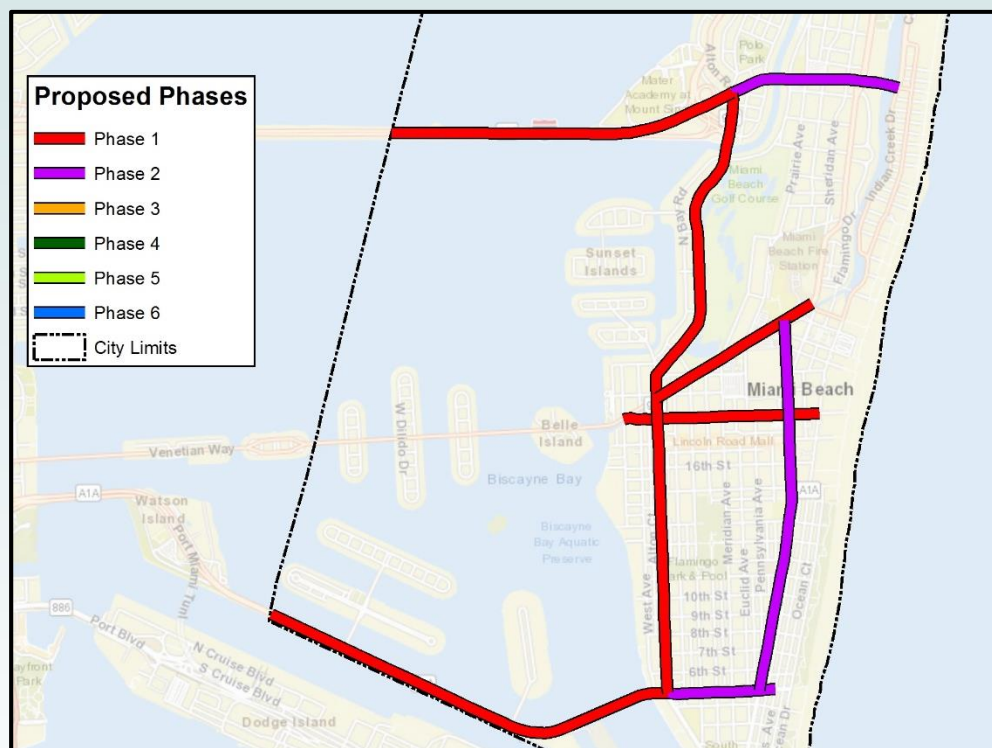 Proposed Phases
Phase 1
Phase 2
Phase 3
Phase 4
Phase 5
Phase 6
City Limits
Polo
Park
Alton Rd
Mater
Academy at
Mount Sin
Prairie Ave
Sheridan Ave
Indian Creek Dr
Miami
Beach
Golf Course
N Bay Rd
Sunset
Islands
Miami
Beach Fire
Station
Flamingo Dr
Miami Beach
Belle
Island
W Dilido Dr
Venetian Way
Lincoln Road Mall
16th St
A1A
A1A
Biscayne Bay
Watson
Island
Port Miami Tunl
Biscayne
Bay Aquatic
Preserve
Alton Ct
West Ave
Meridian Ave
Euclid Ave
Pennsylvania Ave
Ocean Ct
Flamingo
Park & Pool
10th St
9th St
8th St
7th St
6th St
886
Port Blvd
N Cruise Blvd
S Cruise Blvd
Dodge Island
Park
South